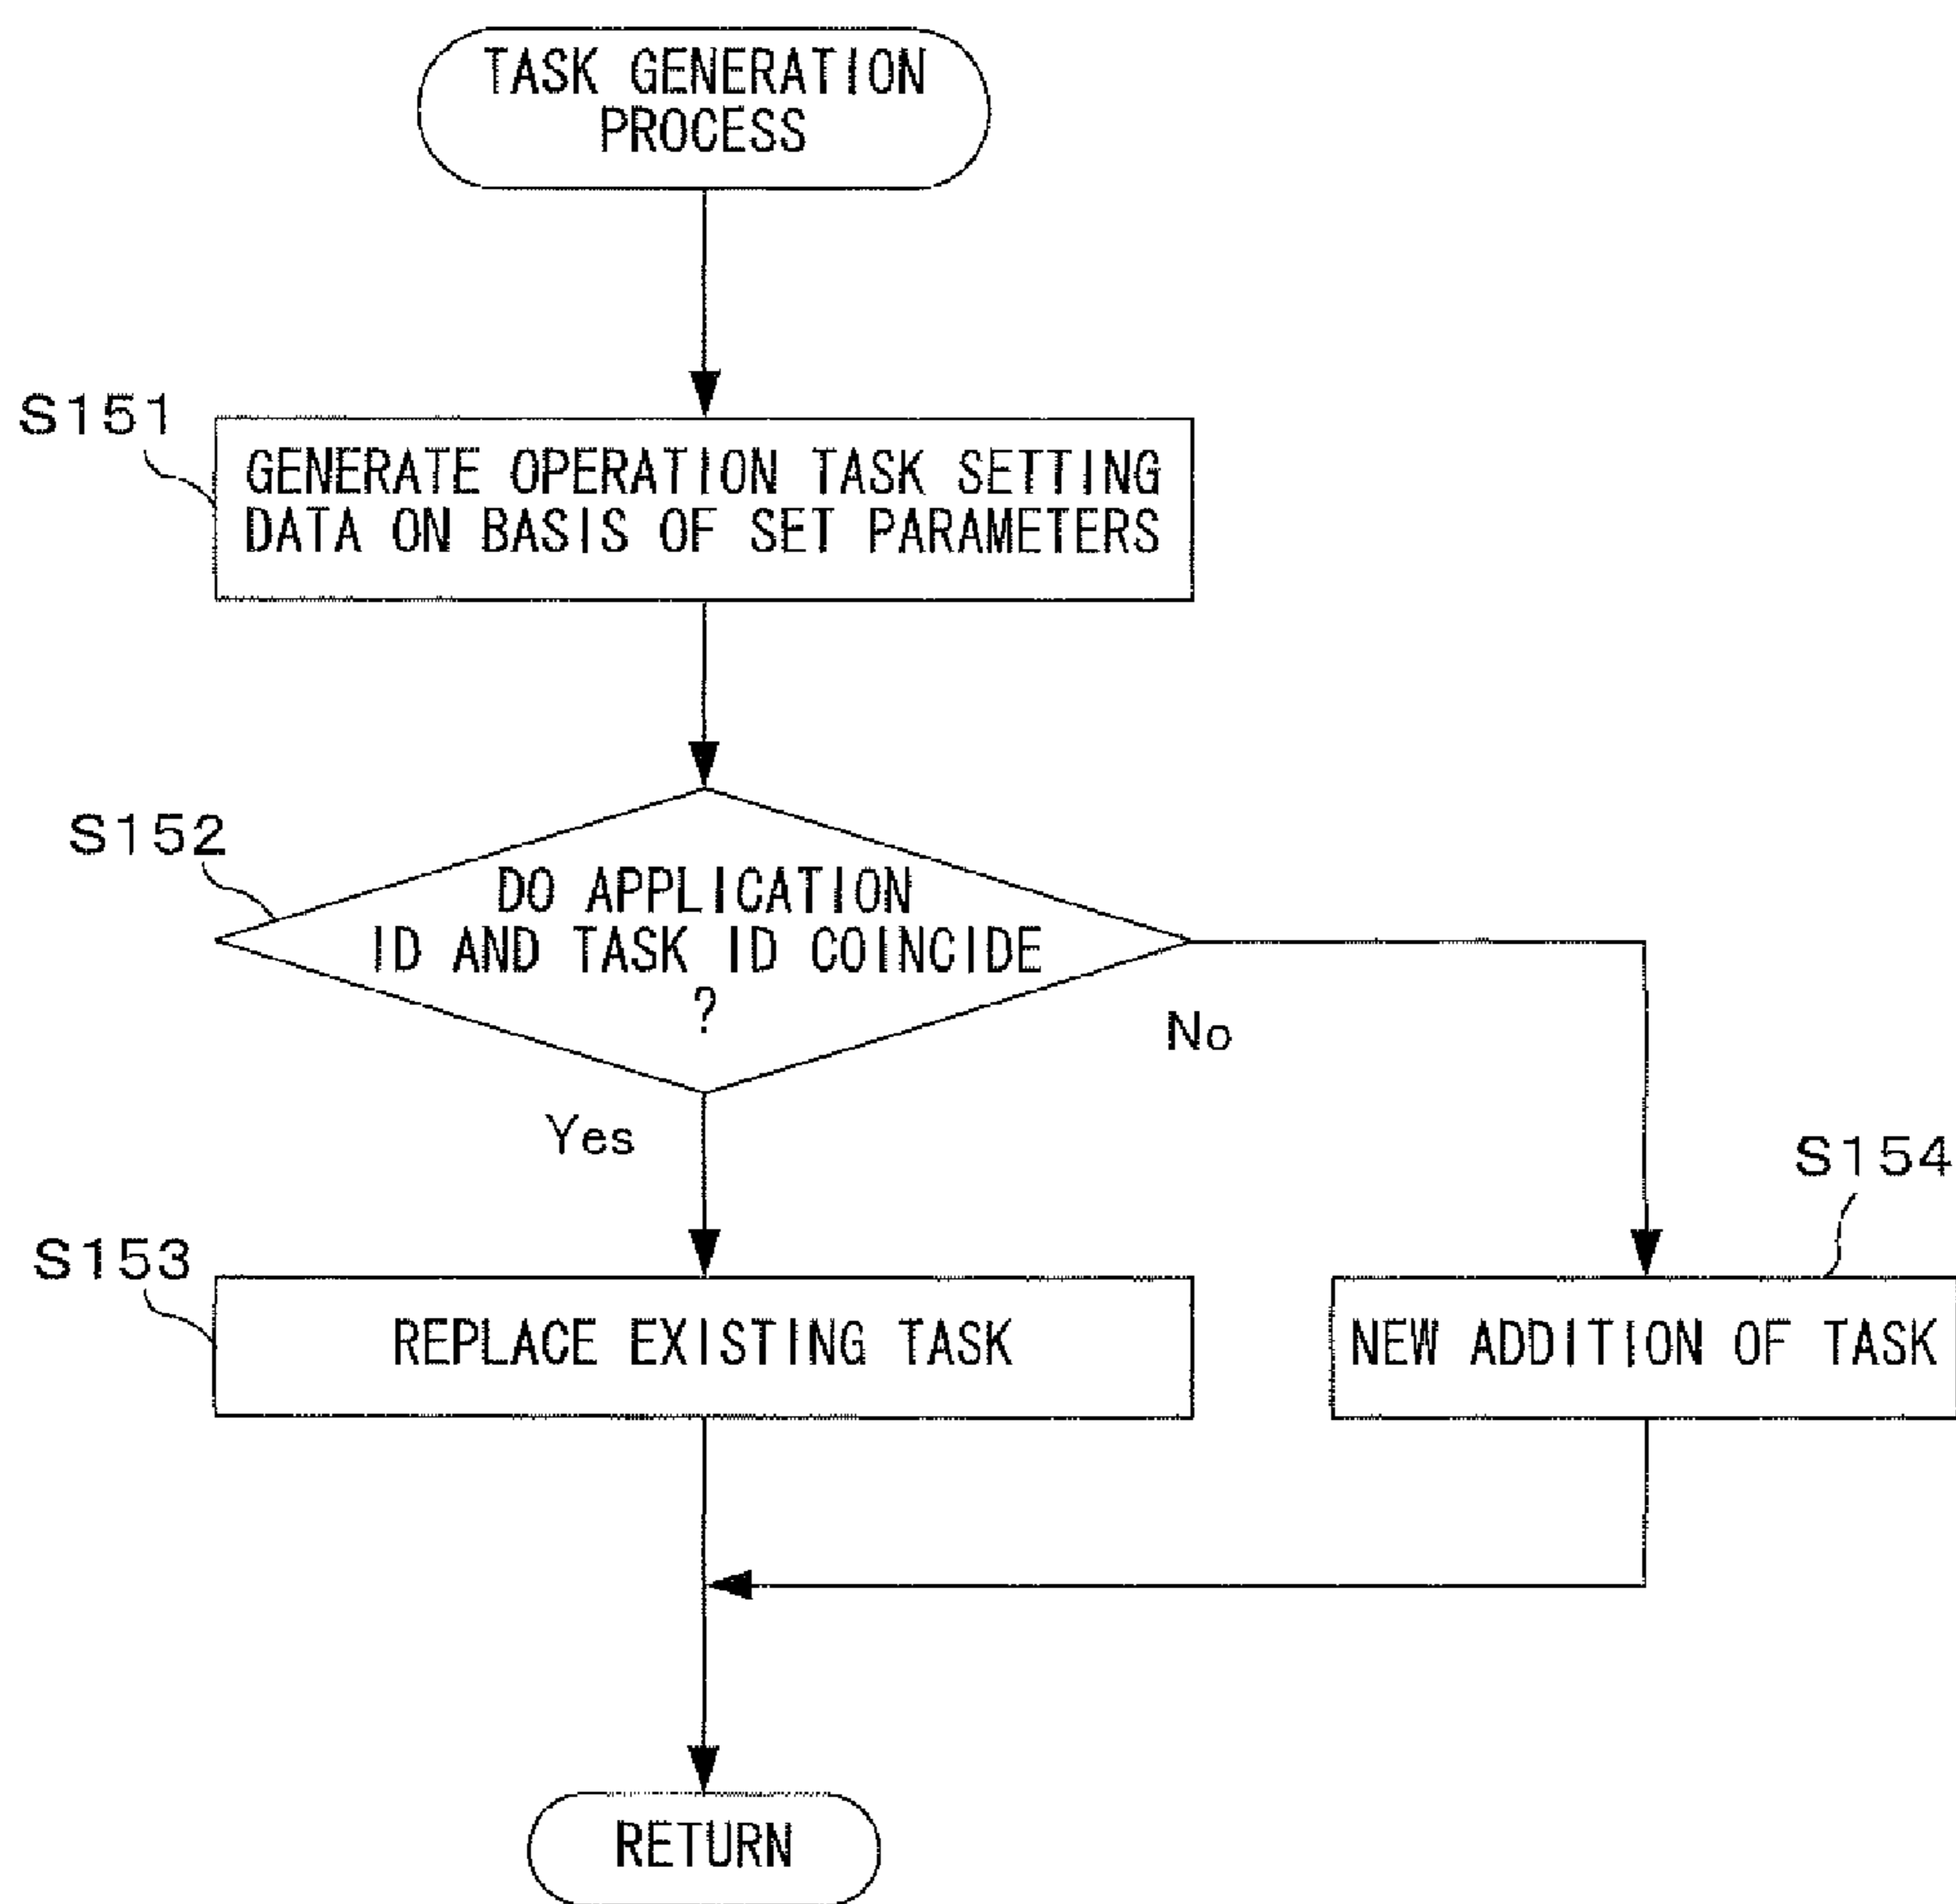 TASK GENERATION
PROCESS
S151
GENERATE OPERATION TASK SETTING
DATA ON BASIS OF SET PARAMETERS
S152
DO APPLICATION
ID AND TASK ID COINCIDE
?
No
Yes
S154
S153
REPLACE EXISTING TASK
NEW ADDITION OF TASK
RETURN